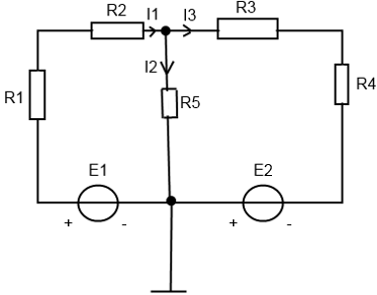 R2 I1 I3 R3
I2
R1 R5 R4
E1 E2
+ - + -